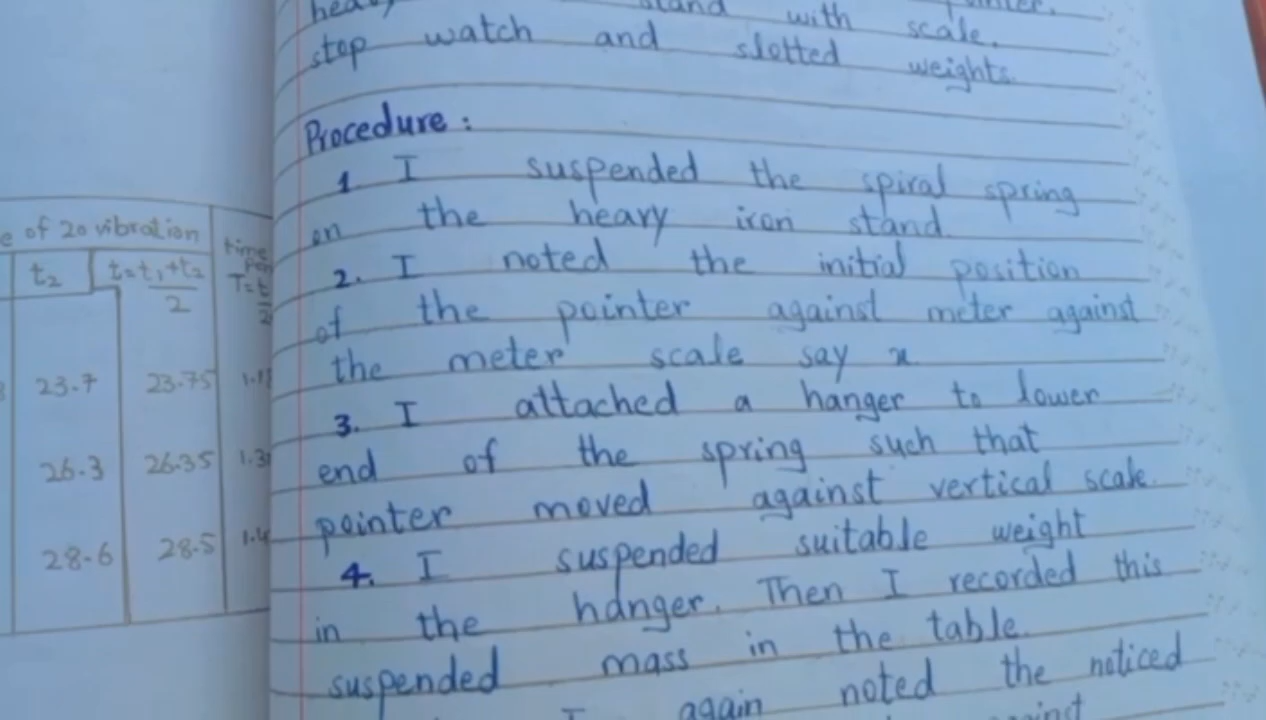 stand with scale.
stop watch and slotted weights.
Procedure:
1. I suspended the spiral spring
on the heavy iron stand.
2. I noted the initial position
of the pointer against meter against
the meter scale say x
3. I attached a hanger to lower
end of the spring such that
pointer moved against vertical scale.
4. I suspended suitable weight
in the hanger. Then I recorded this
suspended mass in the table.
I again noted the noticed
of 20 vibration
time
t2 t=t1+t2/2
23.7 23.75
26.3 26.35
28.6 28.5